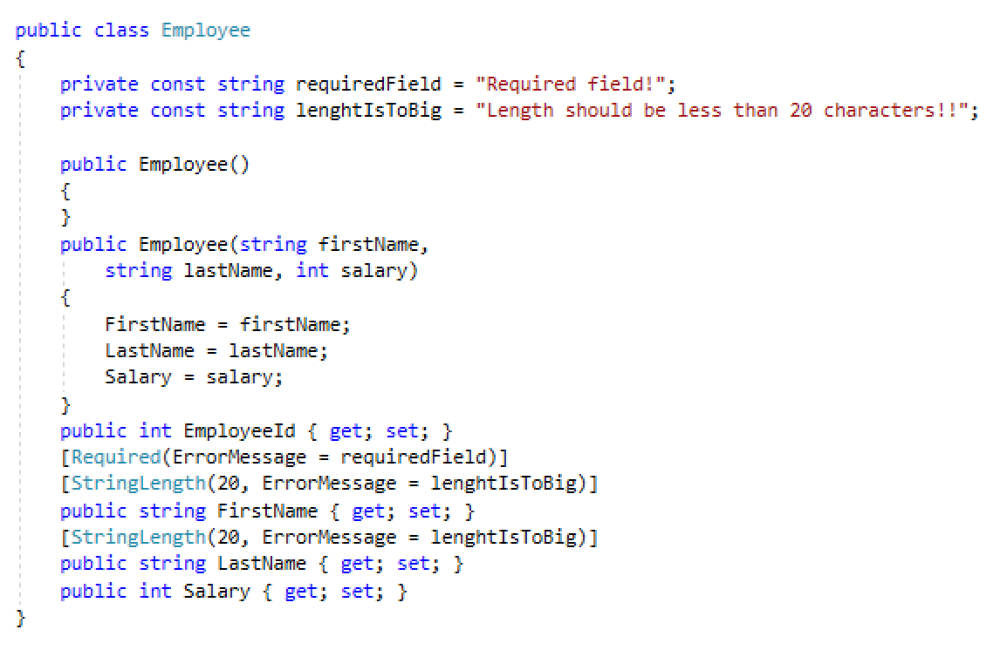 public class Employee
{
private const string requiredField = "Required field!";
private const string lenghtIsToBig = "Length should be less than 20 characters!!";
public Employee()
{
}
public Employee(string firstName,
string lastName, int salary)
{
FirstName = firstName;
LastName = lastName;
Salary = salary;
}
public int EmployeeId { get; set; }
[Required(ErrorMessage = requiredField)]
[StringLength(20, ErrorMessage = lenghtIsToBig)]
public string FirstName { get; set; }
[StringLength(20, ErrorMessage = lenghtIsToBig)]
public string LastName { get; set; }
public int Salary { get; set; }
}